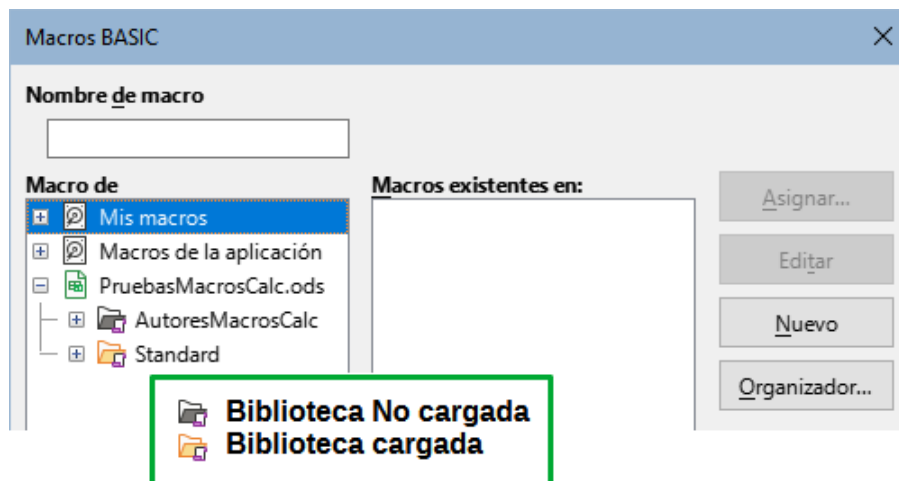 Macros BASIC
Nombre de macro
Macro de
Macros existentes en:
Mis macros
Macros de la aplicación
PruebasMacrosCalc.ods
AutoresMacrosCalc
Standard
Asignar...
Editar
Nuevo
Organizador...
Biblioteca No cargada
Biblioteca cargada